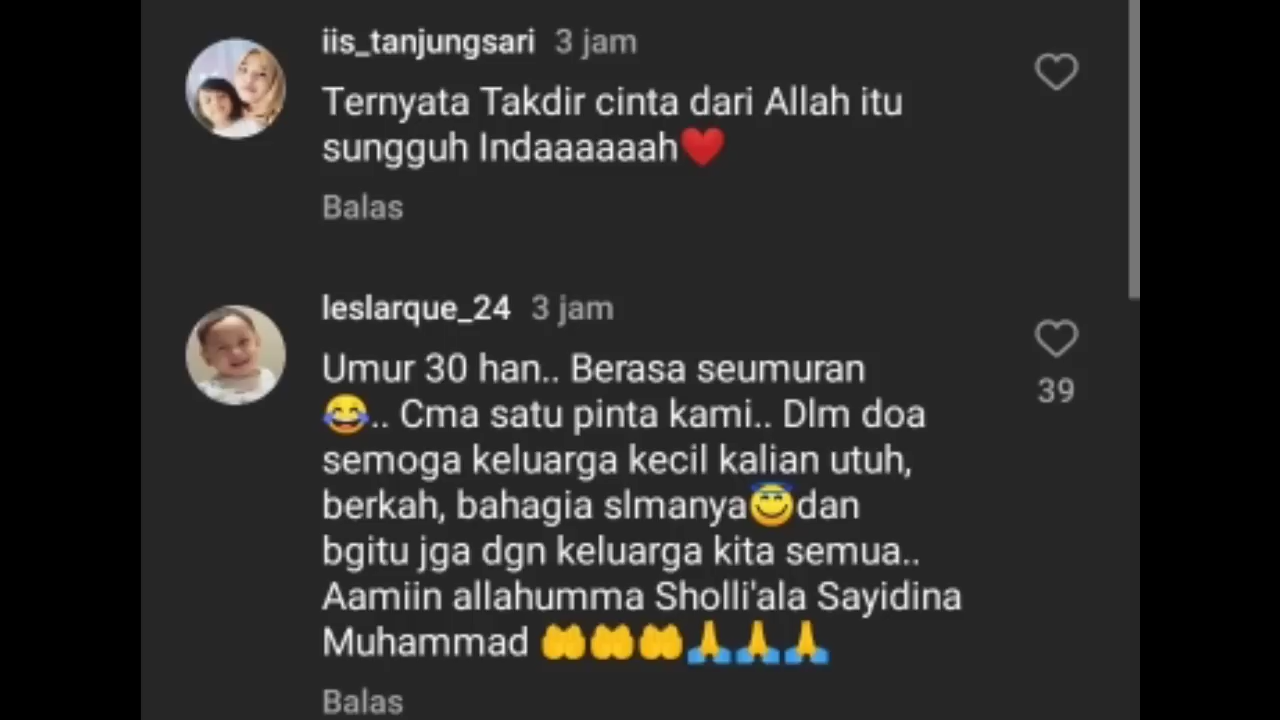 iis_tanjungsari 3 jam
Ternyata Takdir cinta dari Allah itu
sungguh Indaaaaaah❤️
Balas
leslarque_24 3 jam
Umur 30 han.. Berasa seumuran
😂.. Cma satu pinta kami.. Dlm doa
semoga keluarga kecil kalian utuh,
berkah, bahagia slmanya😇dan
bgitu jga dgn keluarga kita semua..
Aamiin allahumma Sholli'ala Sayidina
Muhammad 🤲🤲🤲🙏🙏🙏
39
Balas